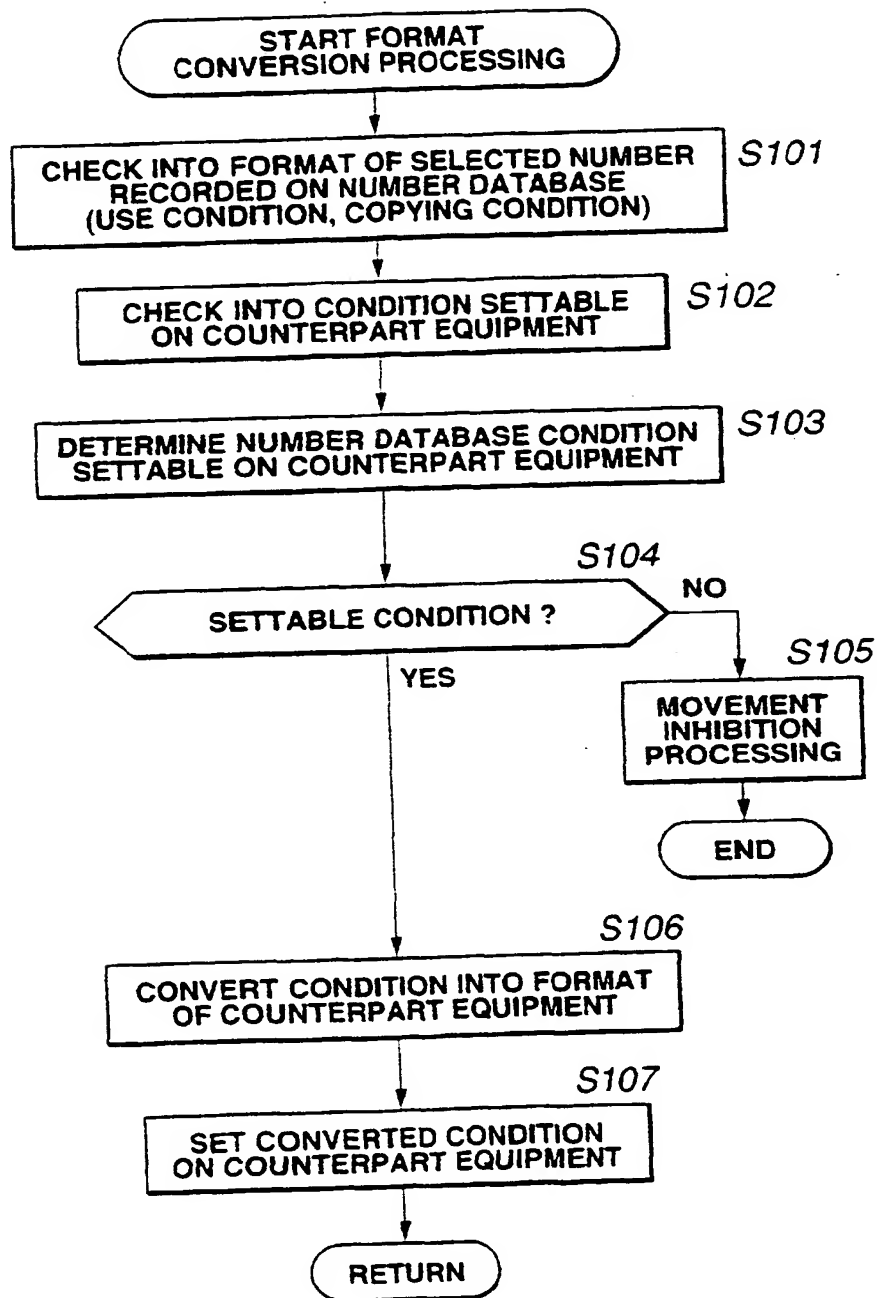 START FORMAT
CONVERSION PROCESSING
S101
CHECK INTO FORMAT OF SELECTED NUMBER
RECORDED ON NUMBER DATABASE
(USE CONDITION, COPYING CONDITION)
S102
CHECK INTO CONDITION SETTABLE
ON COUNTERPART EQUIPMENT
S103
DETERMINE NUMBER DATABASE CONDITION
SETTABLE ON COUNTERPART EQUIPMENT
S104
SETTABLE CONDITION ?
NO
YES
S105
MOVEMENT
INHIBITION
PROCESSING
END
S106
CONVERT CONDITION INTO FORMAT
OF COUNTERPART EQUIPMENT
S107
SET CONVERTED CONDITION
ON COUNTERPART EQUIPMENT
RETURN